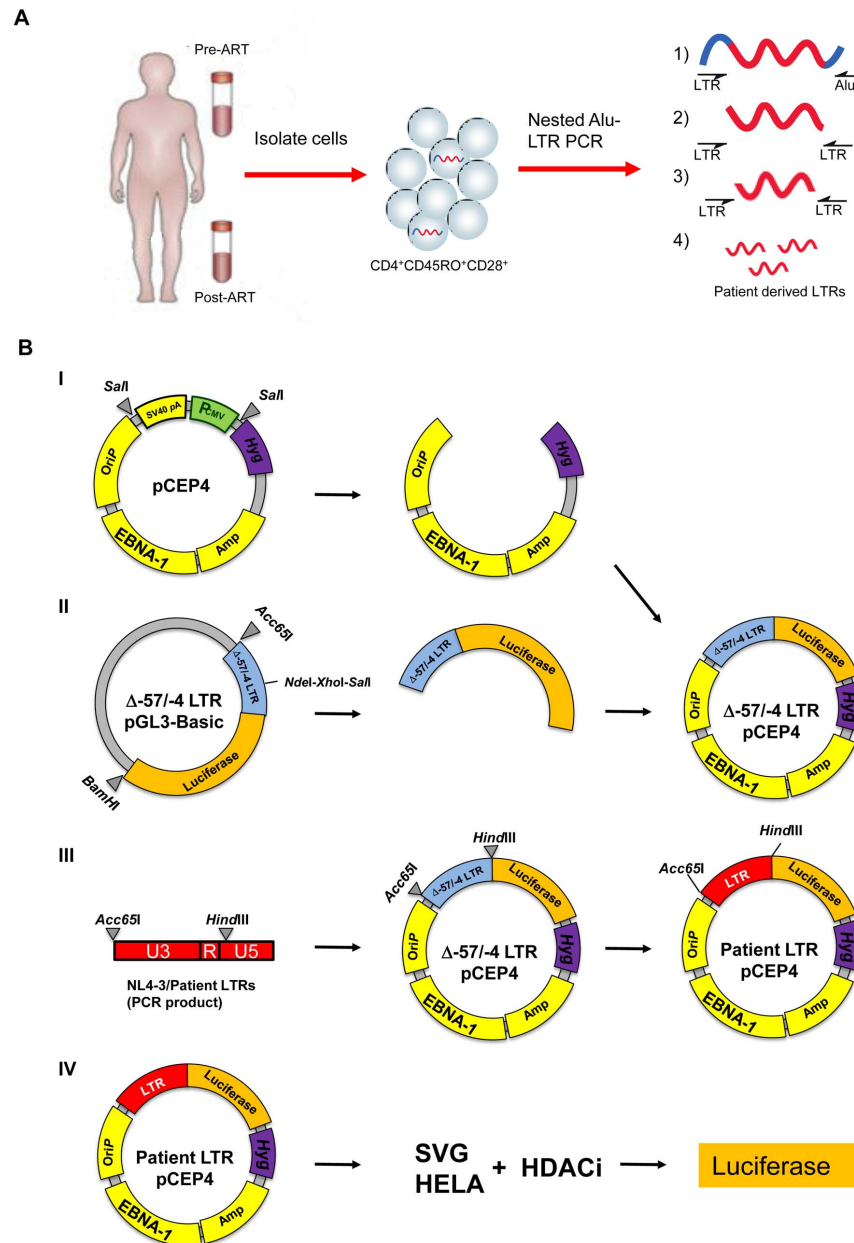 A
Pre-ART
Post-ART
Isolate cells
CD4⁺CD45RO⁺CD28⁺
Nested Alu-
LTR PCR
1)
LTR
Alu
2)
LTR
LTR
3)
LTR
LTR
4)
Patient derived LTRs
B
I
SalI
SV40 pA
PCMV
SalI
OriP
Hyg
pCEP4
EBNA-1
Amp
OriP
Hyg
EBNA-1
Amp
II
Acc65I
Δ-57/-4 LTR
NdeI-XhoI-SalI
Δ-57/-4 LTR
pGL3-Basic
Luciferase
BamHI
Δ-57/-4 LTR
Luciferase
Δ-57/-4 LTR
Luciferase
OriP
Hyg
Δ-57/-4 LTR
pCEP4
EBNA-1
Amp
III
Acc65I
HindIII
U3
R
U5
NL4-3/Patient LTRs
(PCR product)
HindIII
Acc65I
Δ-57/-4 LTR
Luciferase
OriP
Hyg
Δ-57/-4 LTR
pCEP4
EBNA-1
Amp
HindIII
Acc65I
LTR
Luciferase
OriP
Hyg
Patient LTR
pCEP4
EBNA-1
Amp
IV
LTR
Luciferase
OriP
Hyg
Patient LTR
pCEP4
EBNA-1
Amp
SVG
HELA
+ HDACi
Luciferase